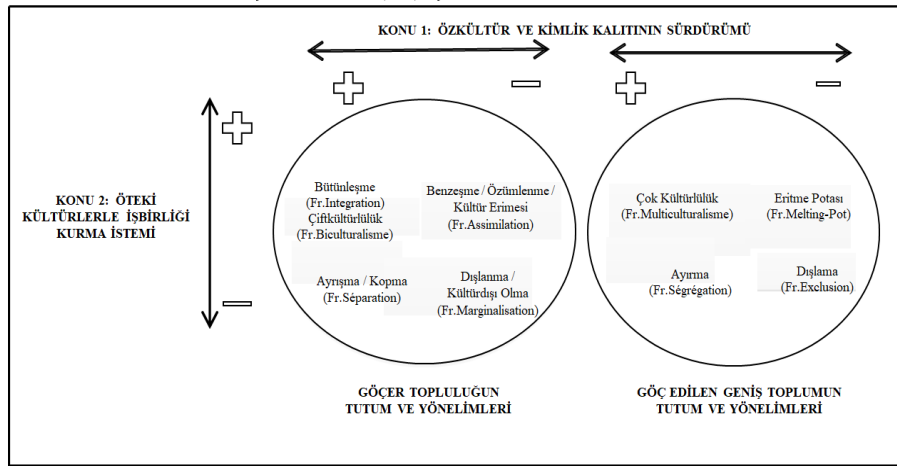 KONU 1: ÖZKÜLTÜR VE KİMLİK KALITININ SÜRDÜRÜMÜ
KONU 2: ÖTEKİ
KÜLTÜRLERLE İŞBİRLİĞİ
KURMA İSTEMİ
Bütünleşme
(Fr.Integration)
Çiftkültürlülük
(Fr.Biculturalisme)
Benzeşme / Özümlenme /
Kültür Erimesi
(Fr.Assimilation)
Ayrışma / Kopma
(Fr.Séparation)
Dışlanma /
Kültürdışı Olma
(Fr.Marginalisation)
Çok Kültürlülük
(Fr.Multiculturalisme)
Eritme Potası
(Fr.Melting-Pot)
Ayırma
(Fr.Ségrégation)
Dışlama
(Fr.Exclusion)
GÖÇER TOPLULUĞUN
TUTUM VE YÖNELİMLERİ
GÖÇ EDİLEN GENİŞ TOPLUMUN
TUTUM VE YÖNELİMLERİ